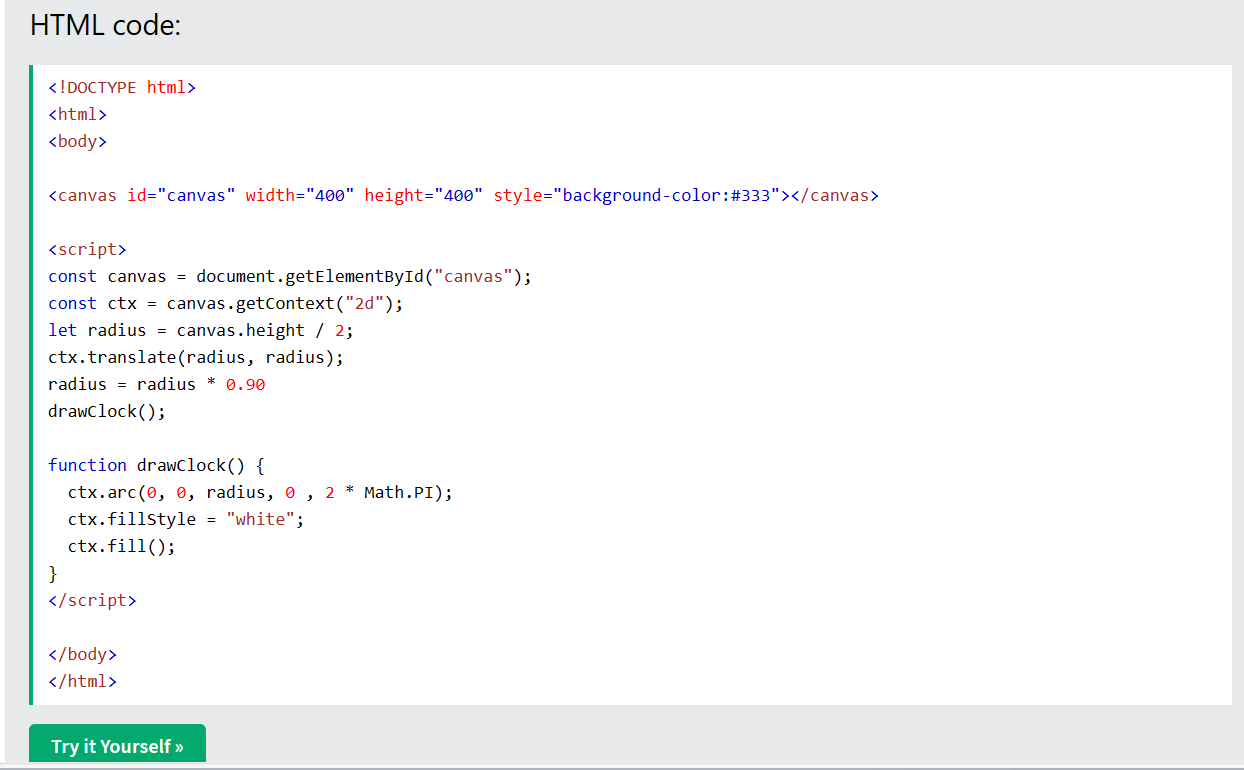 HTML code:
<!DOCTYPE html>
<html>
<body>
<canvas id="canvas" width="400" height="400" style="background-color:#333"></canvas>
<script>
const canvas = document.getElementById("canvas");
const ctx = canvas.getContext("2d");
let radius = canvas.height / 2;
ctx.translate(radius, radius);
radius = radius * 0.90
drawClock();
function drawClock() {
  ctx.arc(0, 0, radius, 0 , 2 * Math.PI);
  ctx.fillStyle = "white";
  ctx.fill();
}
</script>
</body>
</html>
Try it Yourself »